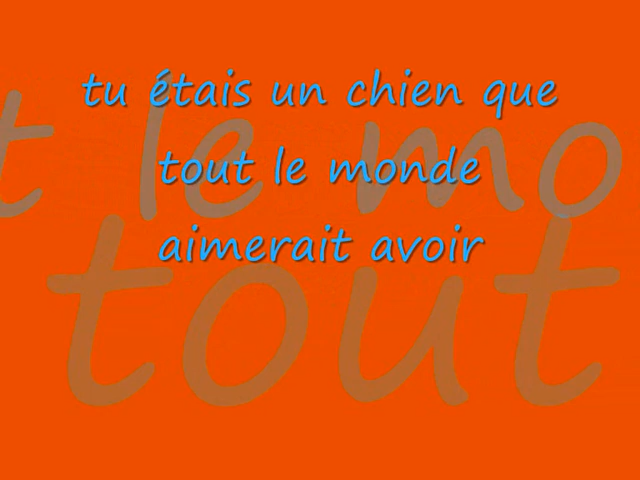 tu étais un chien que
tout le monde
aimerait avoir
t le mo
tout